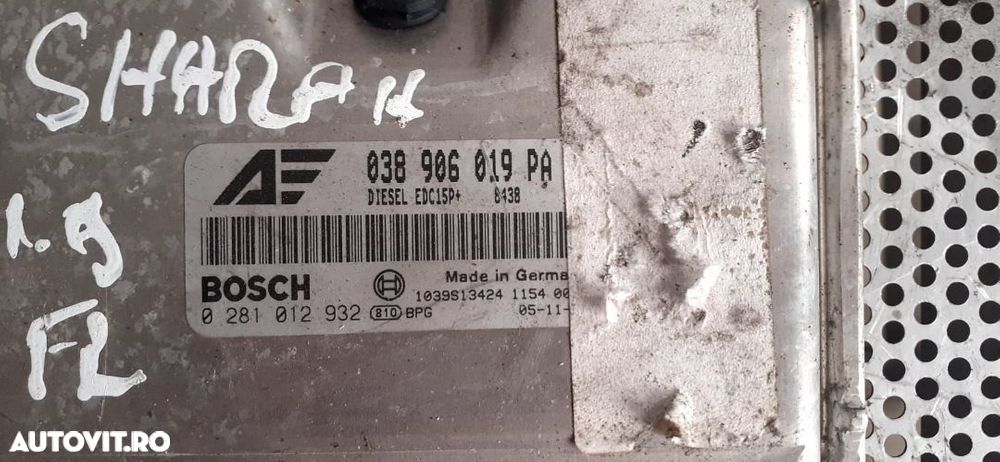 SHARAN
1.9
FL
AF 038 906 019 PA
DIESEL EDC15P+ 8438
BOSCH Made in Germa
1039S13424 1154 00
0 281 012 932 810 BPG 05-11-
AUTOVIT.RO